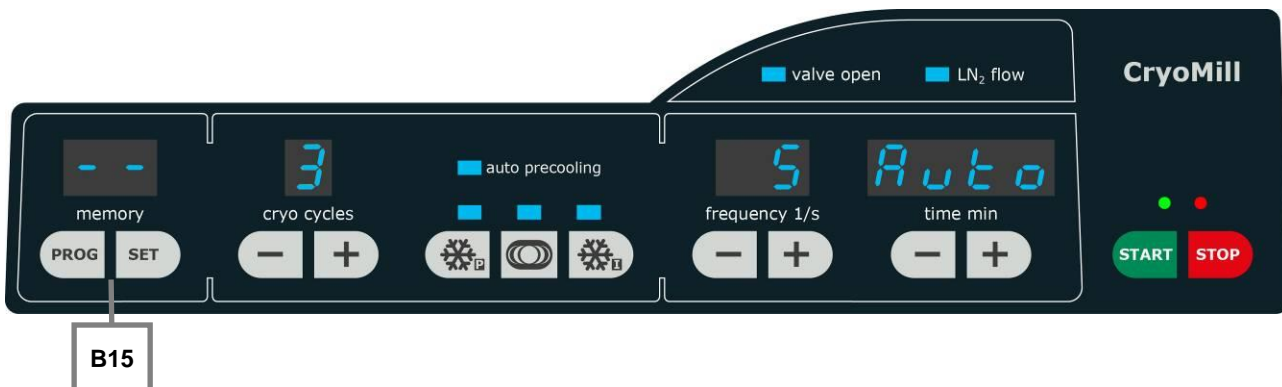 valve open LN₂ flow CryoMill
- - 3 5 Auto
auto precooling
memory cryo cycles frequency 1/s time min
PROG SET - + P I - + - + START STOP
B15